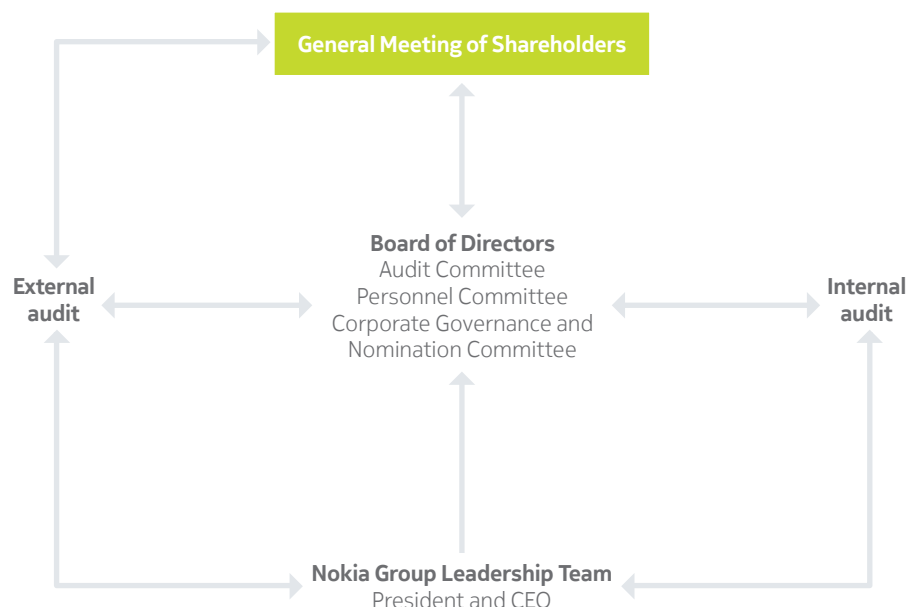 General Meeting of Shareholders
Board of Directors
Audit Committee
Personnel Committee
Corporate Governance and
Nomination Committee
External
audit
Internal
audit
Nokia Group Leadership Team
President and CEO